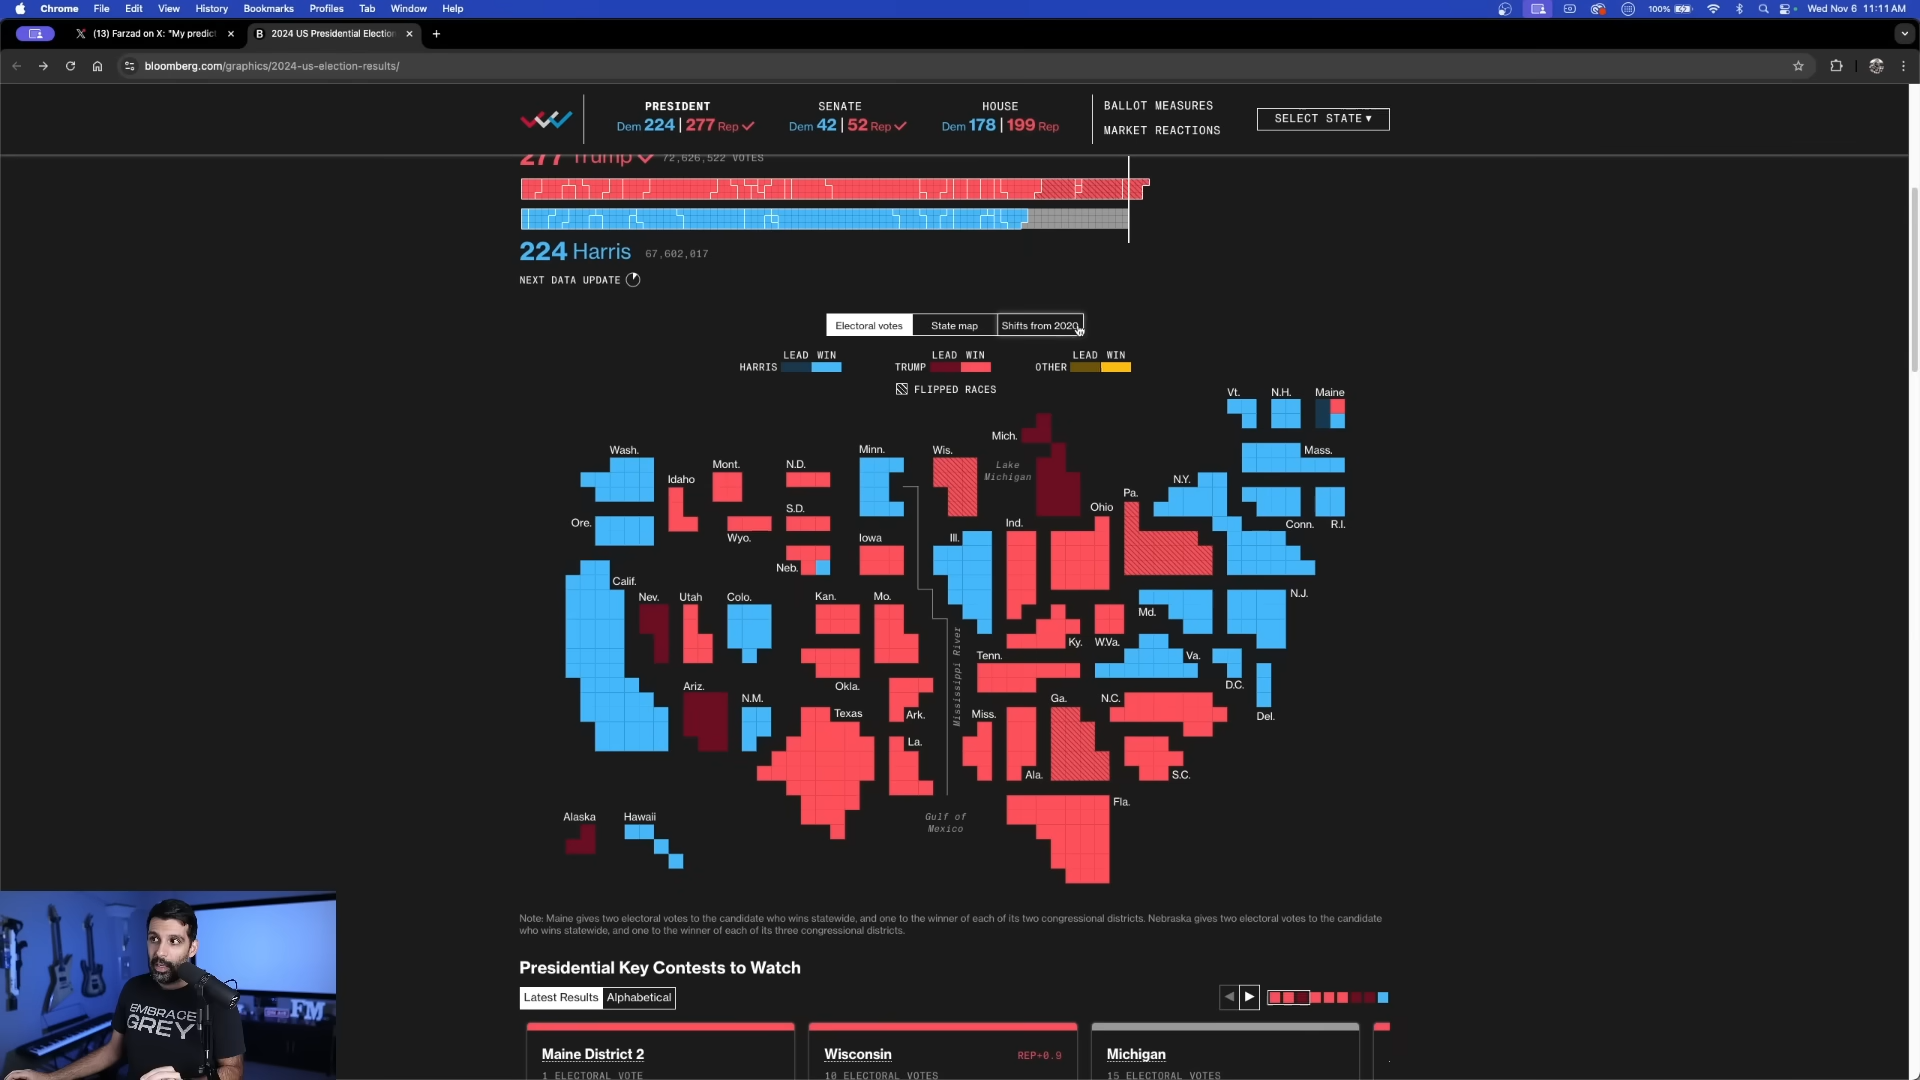 Chrome File Edit View History Bookmarks Profiles Tab Window Help
100%
Wed Nov 6 11:11 AM
(13) Farzad on X: "My predict
2024 US Presidential Election
bloomberg.com/graphics/2024-us-election-results/
PRESIDENT
Dem 224 | 277 Rep
SENATE
Dem 42 | 52 Rep
HOUSE
Dem 178 | 199 Rep
BALLOT MEASURES
MARKET REACTIONS
SELECT STATE ▾
277 Trump 72,626,522 VOTES
224 Harris 67,602,017
NEXT DATA UPDATE
Electoral votes State map Shifts from 2020
HARRIS LEAD WIN
TRUMP LEAD WIN
OTHER LEAD WIN
FLIPPED RACES
Vt. N.H. Maine
Mich.
Wash. Minn. Wis. Mass.
Mont. N.D. Lake
Michigan
Idaho N.Y.
Pa.
S.D. Ohio
Ore. Ind. Conn. R.I.
Wyo. Iowa Ill.
Neb.
Calif.
Nev. Utah Colo. Kan. Mo. N.J.
Md.
Ky. W.Va.
Tenn. Va.
Mississippi River
Ariz. Okla. D.C.
N.M. Ga. N.C.
Texas Ark. Miss. Del.
La.
Ala. S.C.
Fla.
Alaska Hawaii Gulf of
Mexico
Note: Maine gives two electoral votes to the candidate who wins statewide, and one to the winner of each of its two congressional districts. Nebraska gives two electoral votes to the candidate
who wins statewide, and one to the winner of each of its three congressional districts.
Presidential Key Contests to Watch
Latest Results Alphabetical
Maine District 2
1 ELECTORAL VOTE
Wisconsin REP+0.9
10 ELECTORAL VOTES
Michigan
15 ELECTORAL VOTES
EMBRACE
GREY
ON AIR
FM